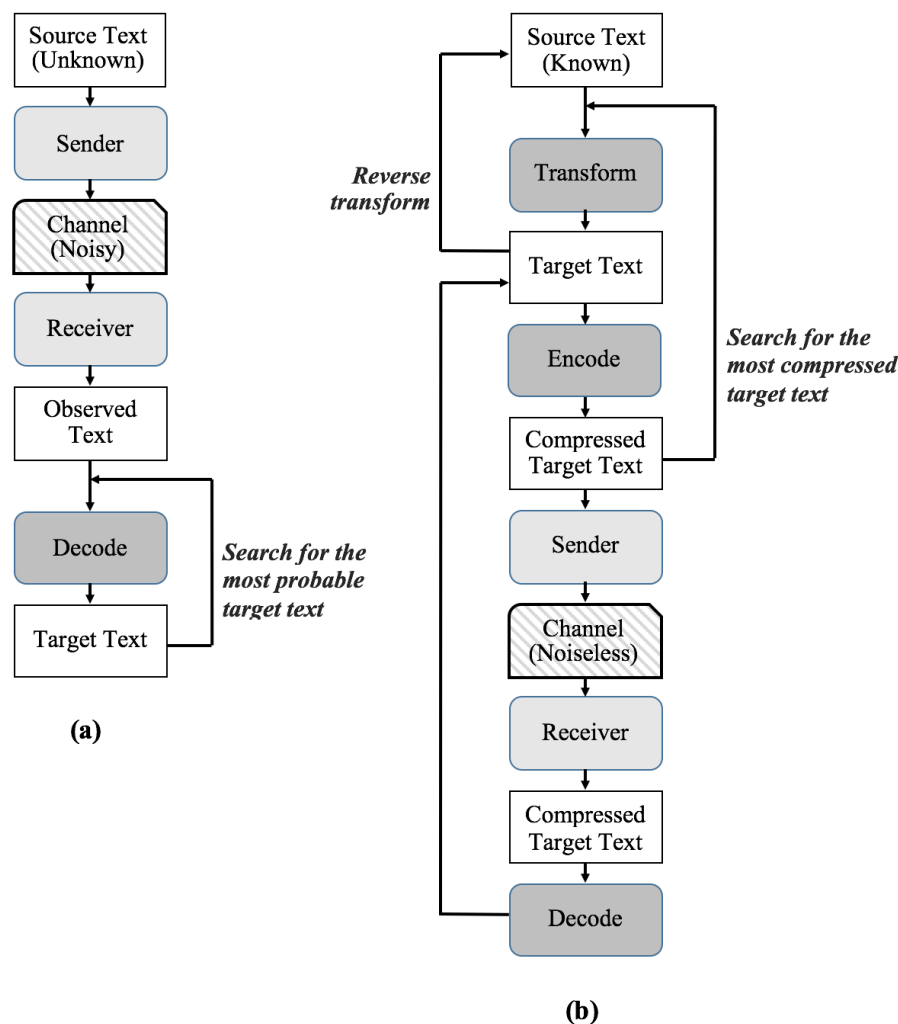 Source Text
(Unknown)
Sender
Channel
(Noisy)
Receiver
Observed
Text
Decode
Search for the
most probable
target text
Target Text
(a)
Source Text
(Known)
Reverse
transform
Transform
Target Text
Encode
Search for the
most compressed
target text
Compressed
Target Text
Sender
Channel
(Noiseless)
Receiver
Compressed
Target Text
Decode
(b)